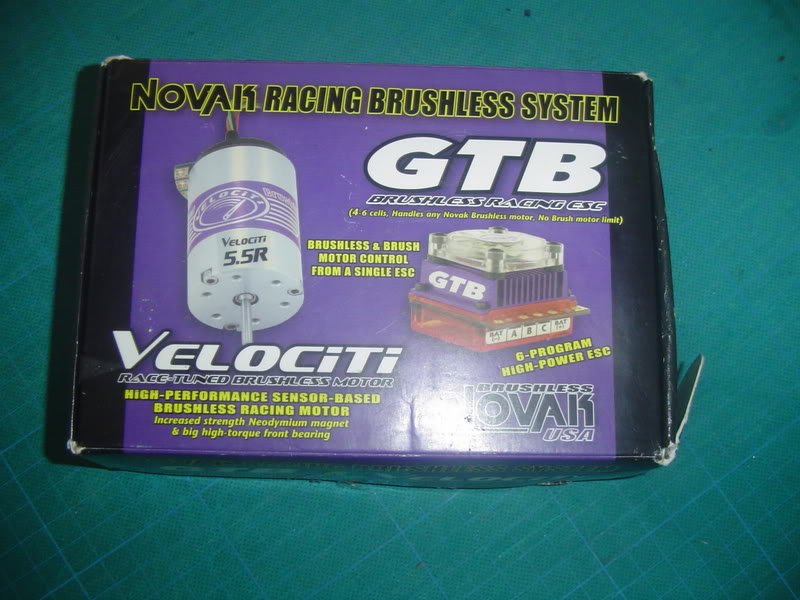 NOVAK RACING BRUSHLESS SYSTEM
GTB
BRUSHLESS RACING ESC
(4-6 cells, Handles any Novak Brushless motor, No Brush motor limit)
VELOCiTi
VELOCiTi
5.5R
BRUSHLESS & BRUSH
MOTOR CONTROL
FROM A SINGLE ESC
GTB
BAT A B C BAT
6-PROGRAM
HiGH-POWER ESC
VELOCiTi
RACE-TUNED BRUSHLESS MOTOR
HiGH-PERFORMANCE SENSOR-BASED
BRUSHLESS RACING MOTOR
Increased strength Neodymium magnet
& big high-torque front bearing
BRUSHLESS
NOVAK
USA